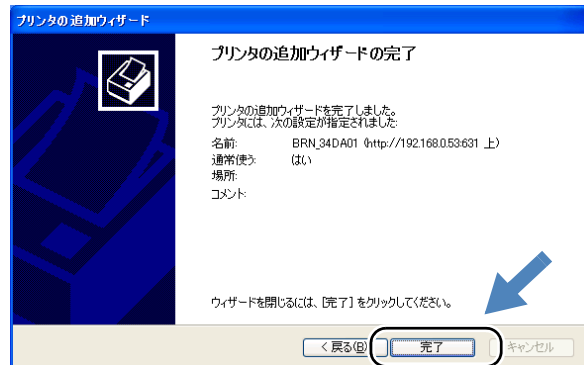 プリンタの追加ウィザード
プリンタの追加ウィザードの完了
プリンタの追加ウィザードを完了しました。
プリンタには、次の設定が指定されました:
名前: BRN_34DA01 (http://192.168.0.53:631 上)
通常使う: はい
場所:
コメント:
ウィザードを閉じるには、[完了] をクリックしてください。
< 戻る(B) 完了 キャンセル